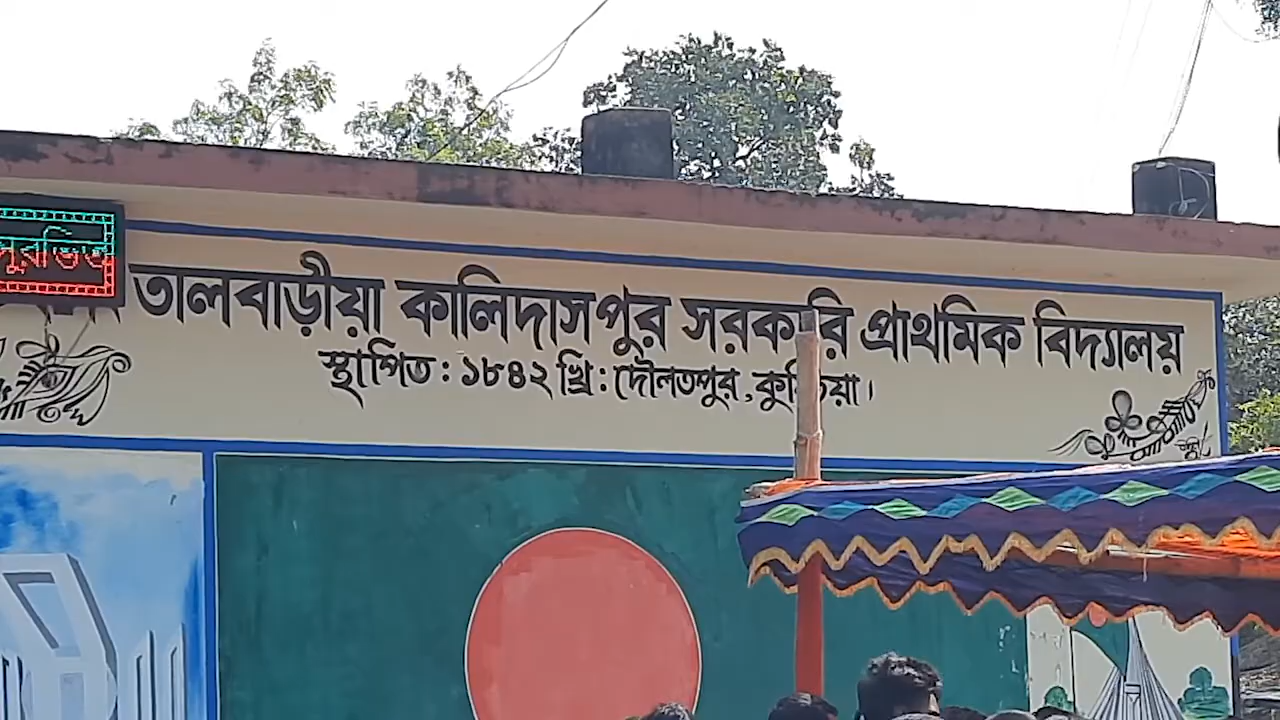 তালবাড়ীয়া কালিদাসপুর সরকারি প্রাথমিক বিদ্যালয়
স্থাপিত : ১৮৪২ খ্রি : দৌলতপুর, কুষ্টিয়া।